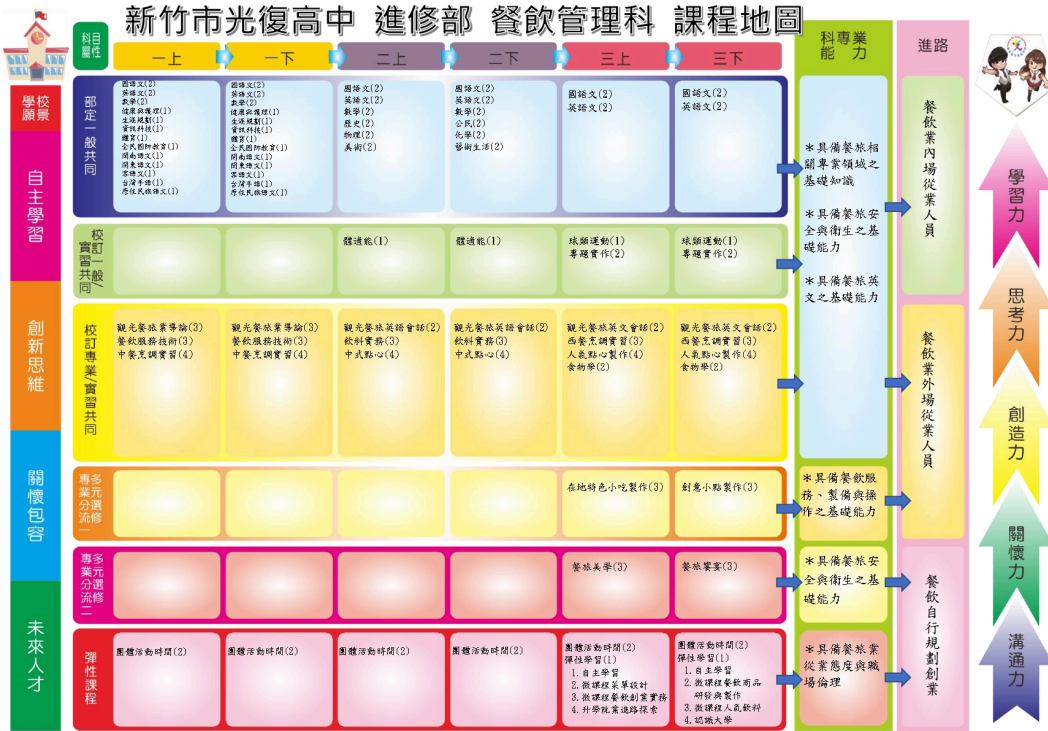 新竹市光復高中 進修部 餐飲管理科 課程地圖
科目
屬性
一上
一下
二上
二下
三上
三下
科專業
能 力
進路
學校
願景
自主學習
創新思維
關懷包容
未來人才
部定一般共同
國語文(2)
英語文(2)
數學(2)
健康與護理(1)
生涯規劃(1)
資訊科技(1)
體育(1)
全民國防教育(1)
閩南語文(1)
閩東語文(1)
客語文(1)
台灣手語(1)
原住民族語文(1)
國語文(2)
英語文(2)
數學(2)
健康與護理(1)
生涯規劃(1)
資訊科技(1)
體育(1)
全民國防教育(1)
閩南語文(1)
閩東語文(1)
客語文(1)
台灣手語(1)
原住民族語文(1)
國語文(2)
英語文(2)
數學(2)
歷史(2)
物理(2)
美術(2)
國語文(2)
英語文(2)
數學(2)
公民(2)
化學(2)
藝術生活(2)
國語文(2)
英語文(2)
國語文(2)
英語文(2)
校訂一般/
實習共同
體適能(1)
體適能(1)
球類運動(1)
專題實作(2)
球類運動(1)
專題實作(2)
校訂專業/實習共同
觀光餐旅業導論(3)
餐飲服務技術(3)
中餐烹調實習(4)
觀光餐旅業導論(3)
餐飲服務技術(3)
中餐烹調實習(4)
觀光餐旅英語會話(2)
飲料實務(3)
中式點心(4)
觀光餐旅英語會話(2)
飲料實務(3)
中式點心(4)
觀光餐旅英文會話(2)
西餐烹調實習(3)
人氣點心製作(4)
食物學(2)
觀光餐旅英文會話(2)
西餐烹調實習(3)
人氣點心製作(4)
食物學(2)
多元選修
專業分流一
在地特色小吃製作(3)
創意小點製作(3)
多元選修
專業分流二
餐旅美學(3)
餐旅饗宴(3)
彈性課程
團體活動時間(2)
團體活動時間(2)
團體活動時間(2)
團體活動時間(2)
團體活動時間(2)
彈性學習(1)
1.自主學習
2.微課程菜單設計
3.微課程餐飲創業實務
4.升學就業進路探索
團體活動時間(2)
彈性學習(1)
1.自主學習
2.微課程餐飲商品
研發與製作
3.微課程人氣飲料
4.認識大學
＊具備餐旅相
關專業領域之
基礎知識
＊具備餐旅安
全與衛生之基
礎能力
＊具備餐旅英
文之基礎能力
＊具備餐飲服
務、製備與操
作之基礎能力
＊具備餐旅安
全與衛生之基
礎能力
＊具備餐旅業
從業態度與職
場倫理
餐飲業內場從業人員
餐飲業外場從業人員
餐飲自行規劃創業
學習力
思考力
創造力
關懷力
溝通力